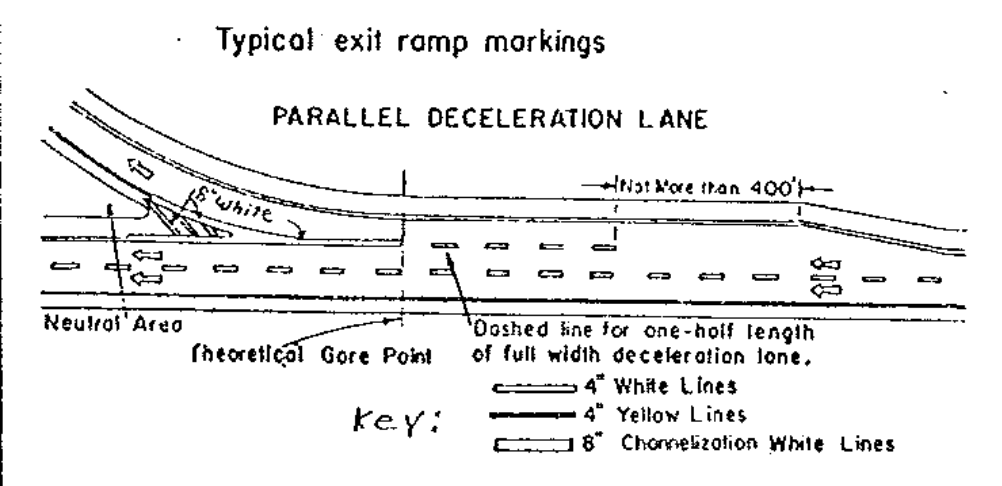 Typical exit ramp markings
PARALLEL DECELERATION LANE
Not More than 400'
8" White
Neutral Area
Theoretical Gore Point
Dashed line for one-half length
of full width deceleration lane.
Key:
4" White Lines
4" Yellow Lines
8" Channelization White Lines